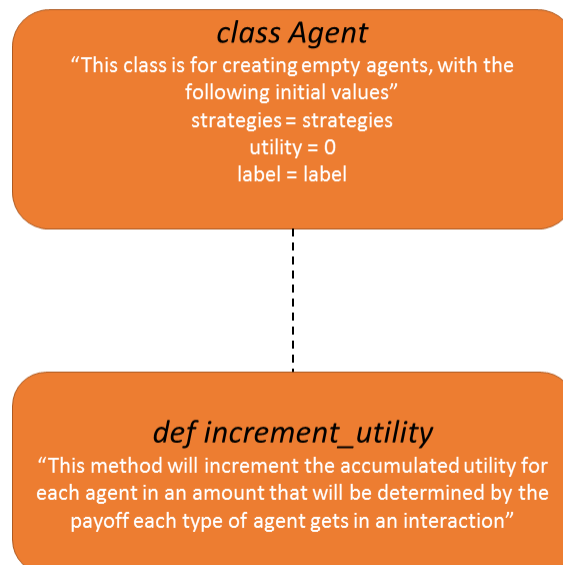 class Agent
“This class is for creating empty agents, with the
following initial values”
strategies = strategies
utility = 0
label = label
def increment_utility
“This method will increment the accumulated utility for
each agent in an amount that will be determined by the
payoff each type of agent gets in an interaction”